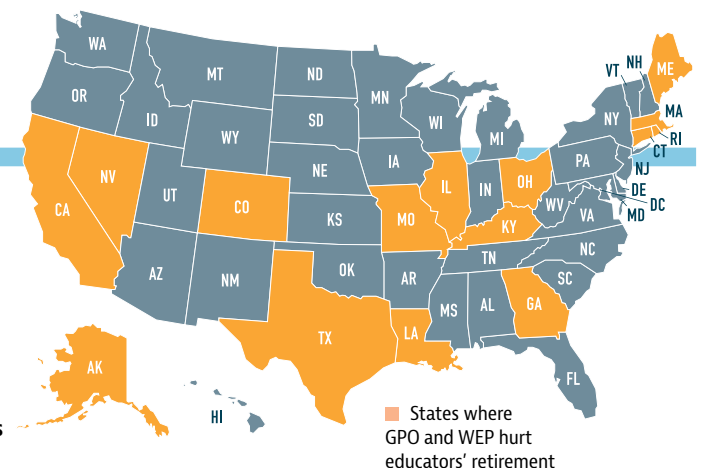 WA
OR
CA
NV
ID
MT
WY
UT
CO
AZ
NM
ND
SD
NE
KS
OK
TX
MN
IA
MO
AR
LA
WI
IL
MS
MI
IN
OH
KY
TN
AL
GA
FL
SC
NC
VA
WV
PA
NY
VT
NH
ME
MA
RI
CT
NJ
DE
DC
MD
AK
HI
s
States where
GPO and WEP hurt
educators' retirement